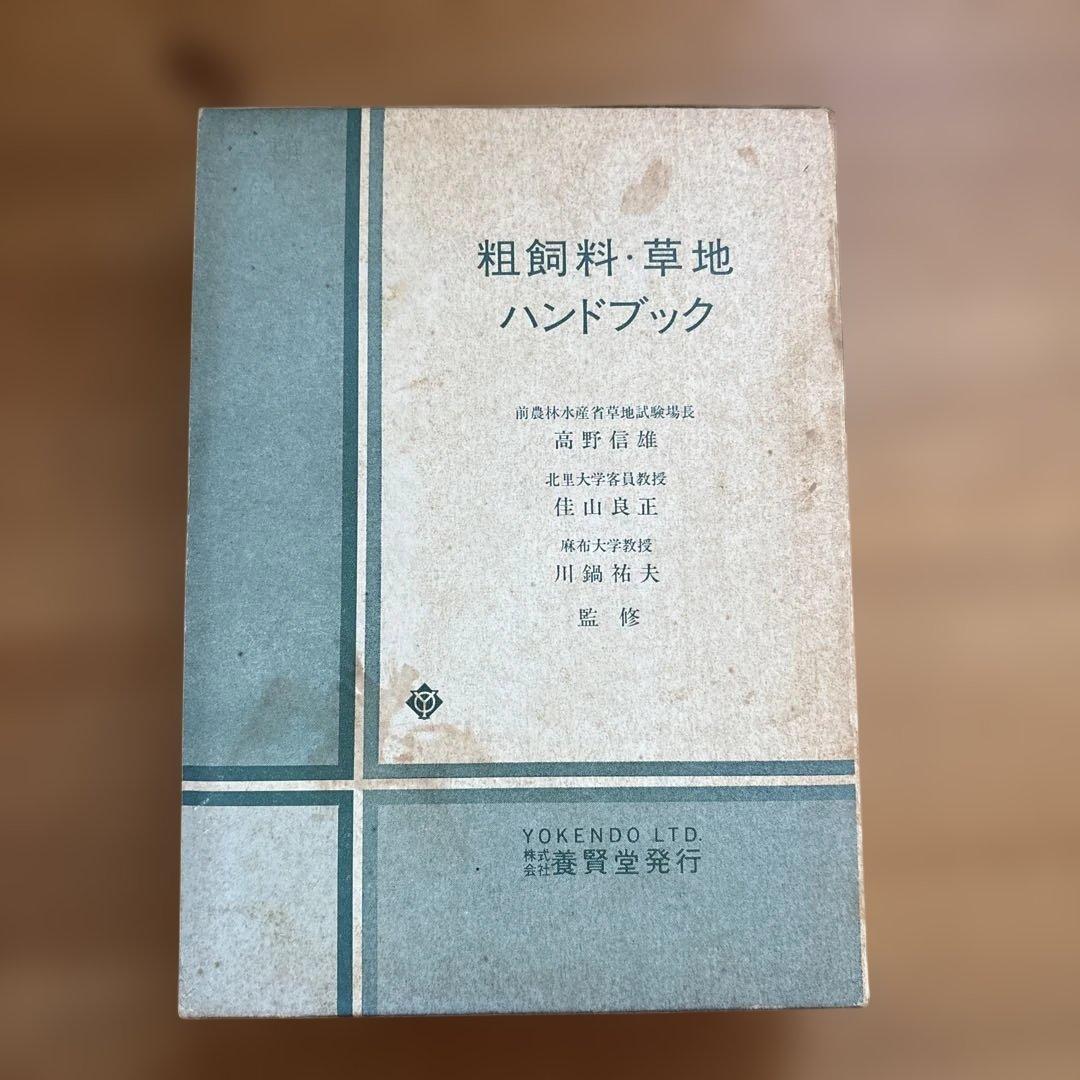 粗飼料・草地
ハンドブック
前農林水産省草地試験場長
高野信雄
北里大学客員教授
佳山良正
麻布大学教授
川鍋祐夫
監修
YOKENDO LTD.
株式会社養賢堂発行